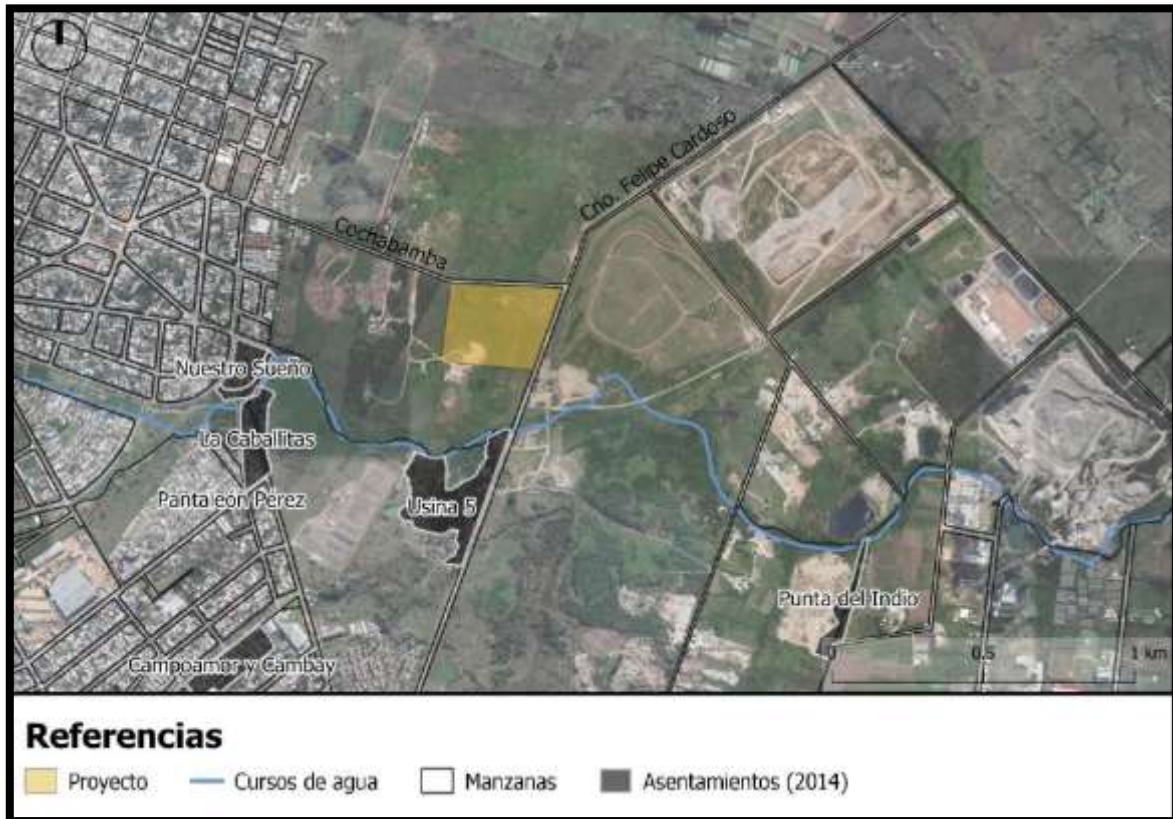 Cno. Felipe Cardoso
Cochabamba
Nuestro Sueño
La Caballitas
Pantaleón Pérez
Usina 5
Punta del Indio
Campoamor y Cambay
0 0.5 1 km
Referencias
Proyecto Cursos de agua Manzanas Asentamientos (2014)